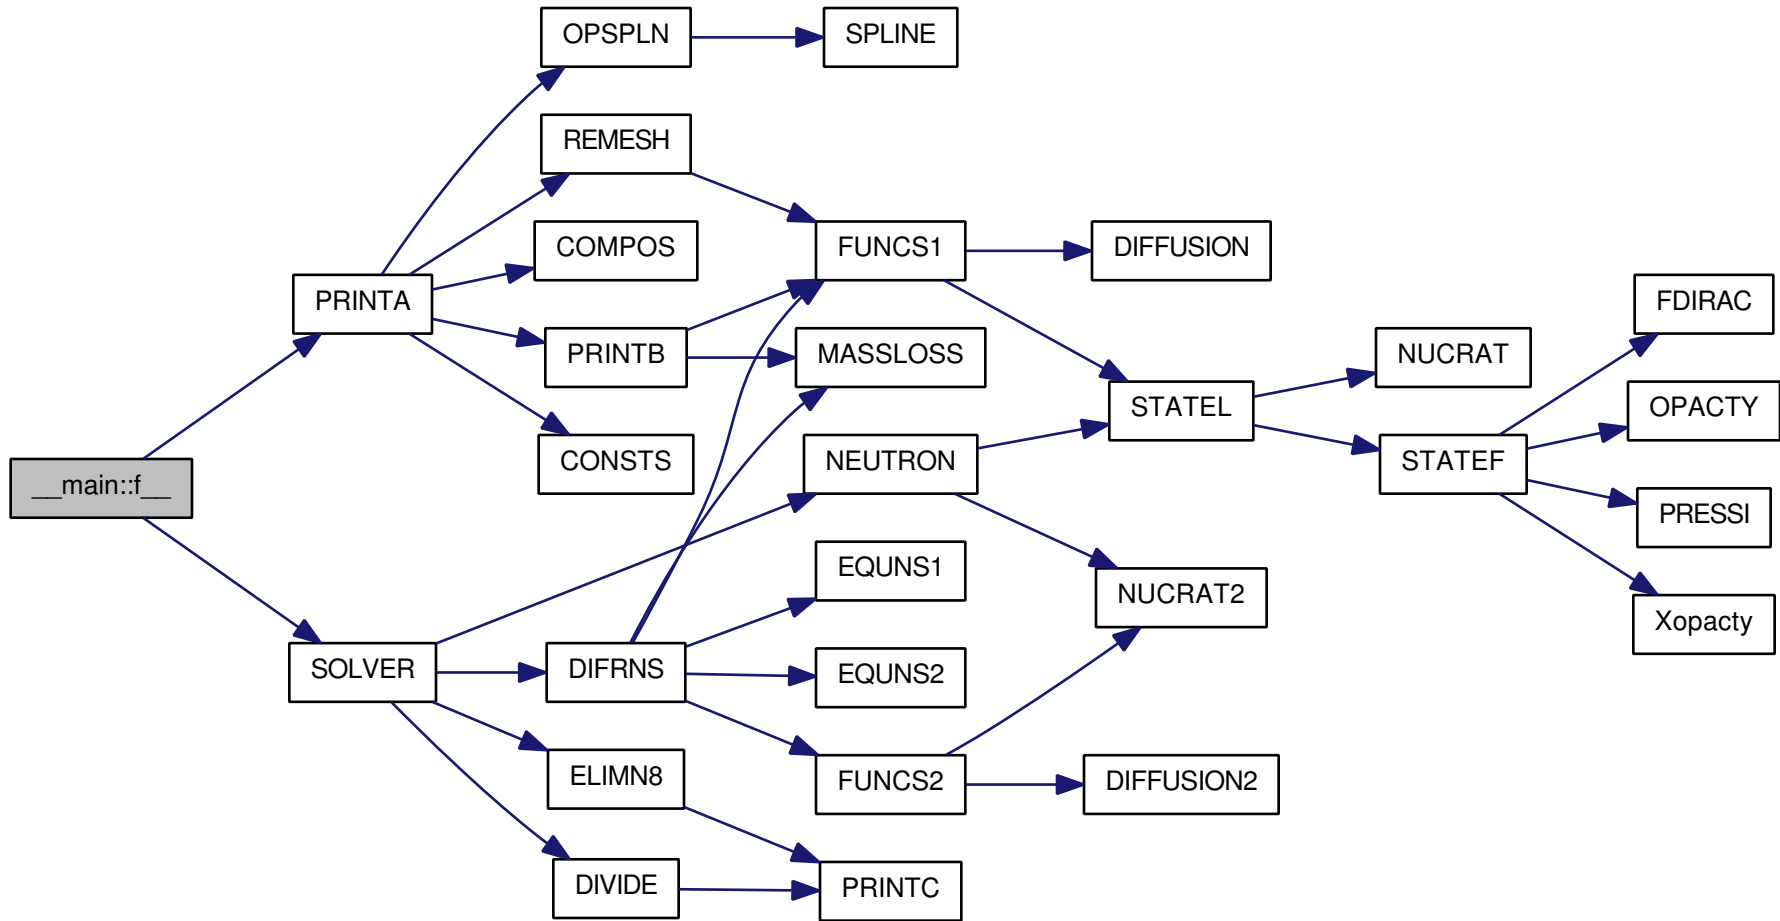 OPSPLN
SPLINE
REMESH
COMPOS
FUNCS1
DIFFUSION
PRINTA
FDIRAC
PRINTB
MASSLOSS
NUCRAT
STATEL
OPACTY
CONSTS
NEUTRON
STATEF
__main::f__
PRESSI
EQUNS1
NUCRAT2
Xopacty
SOLVER
DIFRNS
EQUNS2
ELIMN8
FUNCS2
DIFFUSION2
DIVIDE
PRINTC